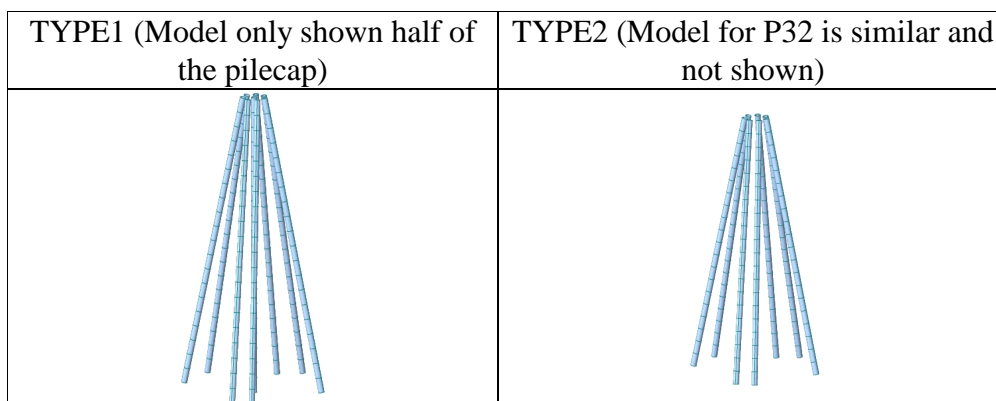 TYPE1 (Model only shown half of
the pilecap)
TYPE2 (Model for P32 is similar and
not shown)